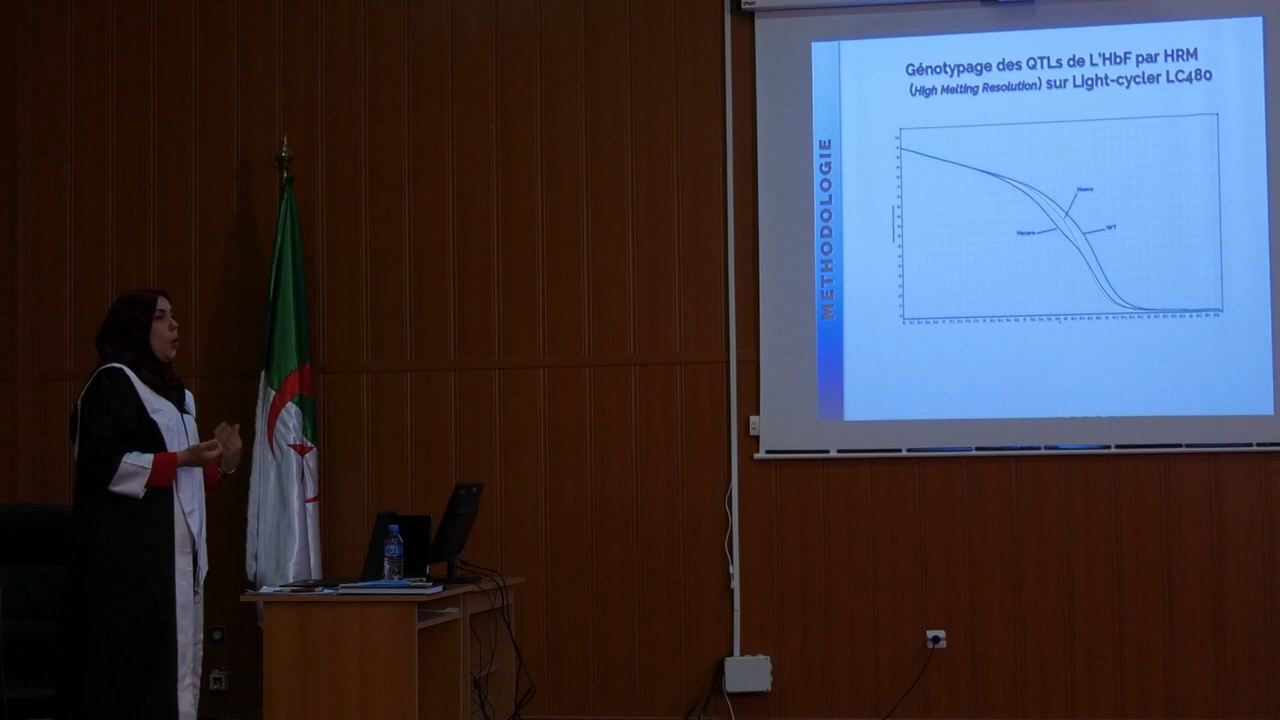 Génotypage des QTLs de L'HbF par HRM
(High Melting Resolution) sur Light-cycler LC480
METHODOLOGIE
Homo
Hetero
WT